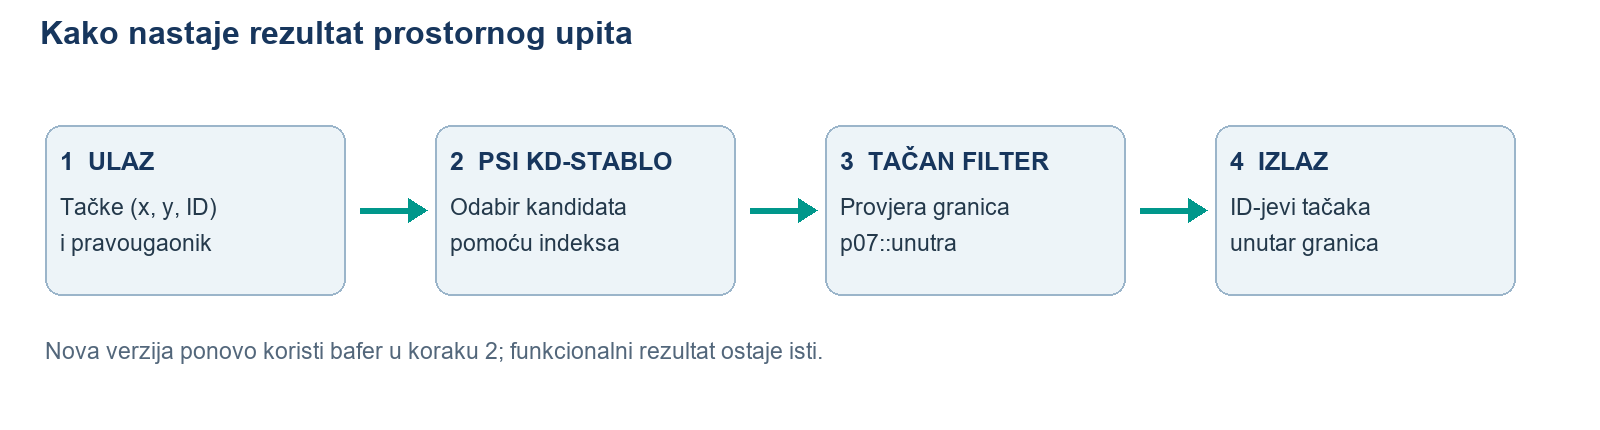 Kako nastaje rezultat prostornog upita
1 ULAZ
Tačke (x, y, ID)
i pravougaonik
2 PSI KD-STABLO
Odabir kandidata
pomoću indeksa
3 TAČAN FILTER
Provjera granica
p07::unutra
4 IZLAZ
ID-jevi tačaka
unutar granica
Nova verzija ponovo koristi bafer u koraku 2; funkcionalni rezultat ostaje isti.